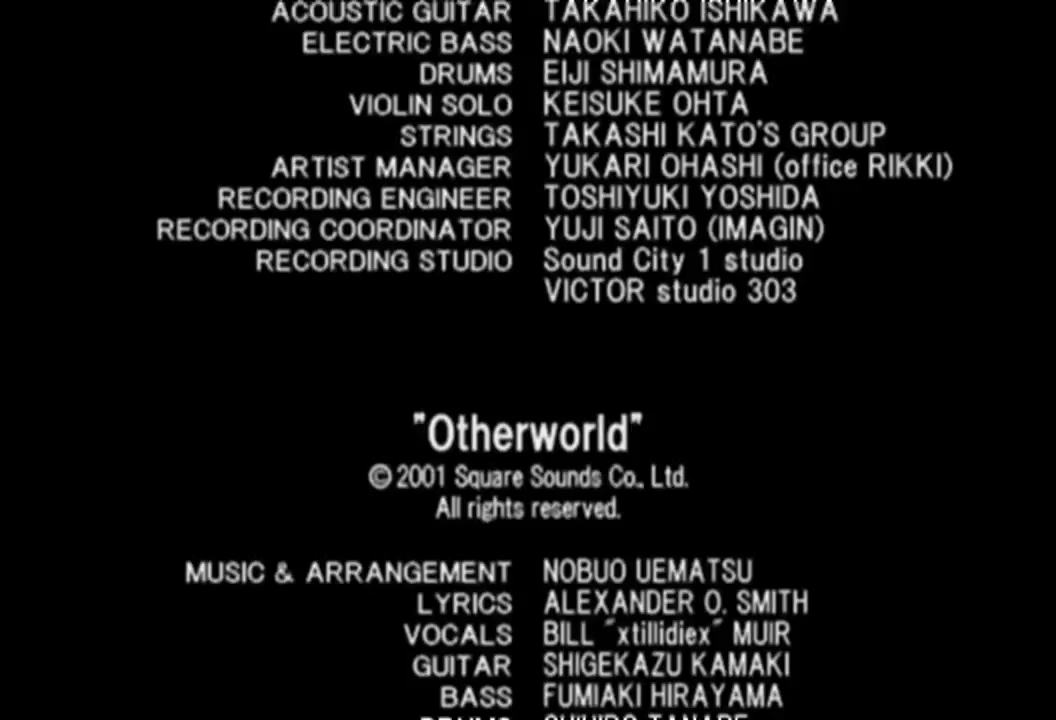 ACOUSTIC GUITAR TAKAHIKO ISHIKAWA
ELECTRIC BASS NAOKI WATANABE
DRUMS EIJI SHIMAMURA
VIOLIN SOLO KEISUKE OHTA
STRINGS TAKASHI KATO'S GROUP
ARTIST MANAGER YUKARI OHASHI (office RIKKI)
RECORDING ENGINEER TOSHIYUKI YOSHIDA
RECORDING COORDINATOR YUJI SAITO (IMAGIN)
RECORDING STUDIO Sound City 1 studio
VICTOR studio 303
"Otherworld"
© 2001 Square Sounds Co., Ltd.
All rights reserved.
MUSIC & ARRANGEMENT NOBUO UEMATSU
LYRICS ALEXANDER O. SMITH
VOCALS BILL "xtillidiex" MUIR
GUITAR SHIGEKAZU KAMAKI
BASS FUMIAKI HIRAYAMA
DRUMS